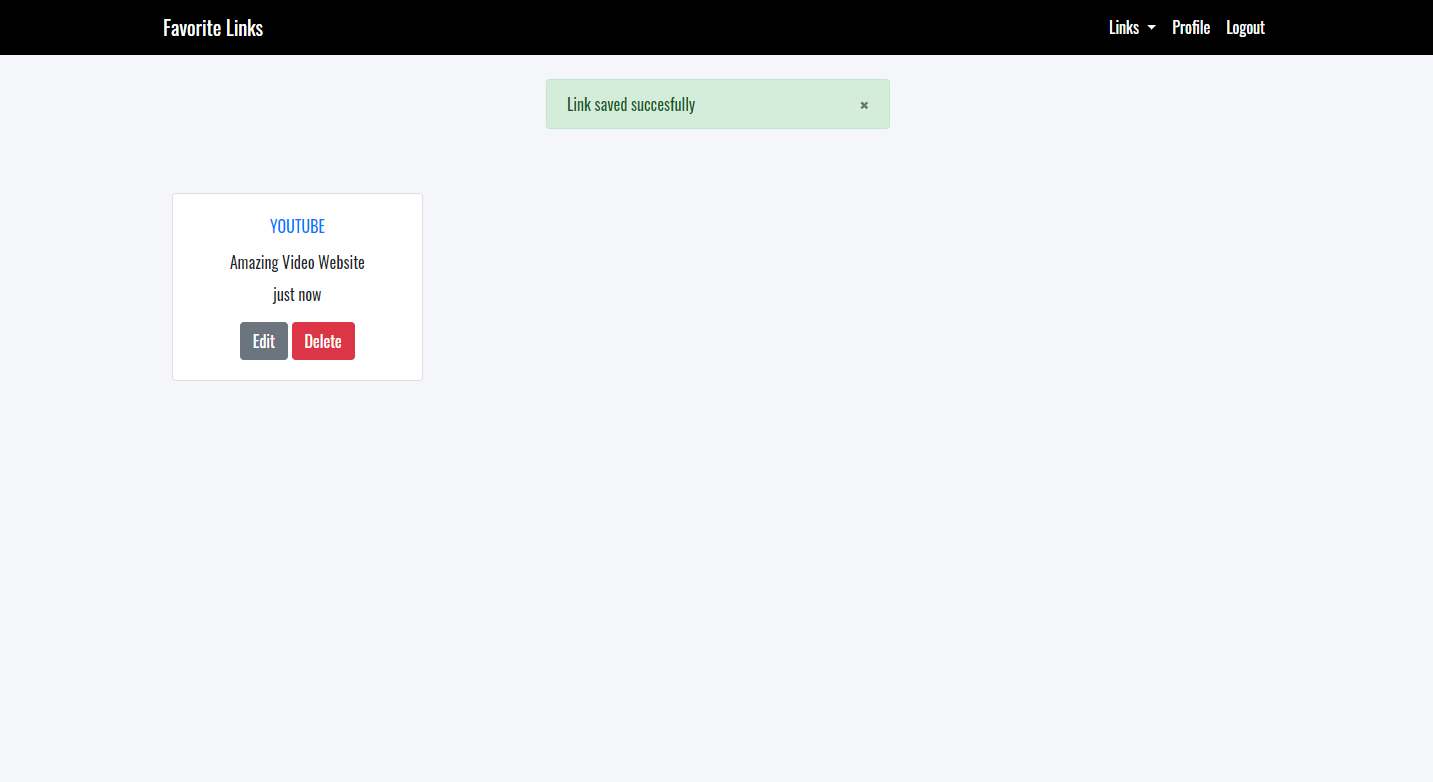 Favorite Links
Links Profile Logout
Link saved succesfully ×
YOUTUBE
Amazing Video Website
just now
Edit Delete